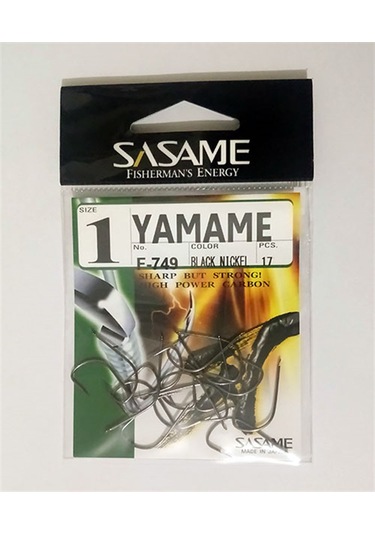 SASAME
FISHERMAN'S ENERGY
SIZE
1
YAMAME
No. COLOR PCS.
F-749 BLACK NICKEL 17
SHARP BUT STRONG!
HIGH POWER CARBON
SASAME
MADE IN JAPAN